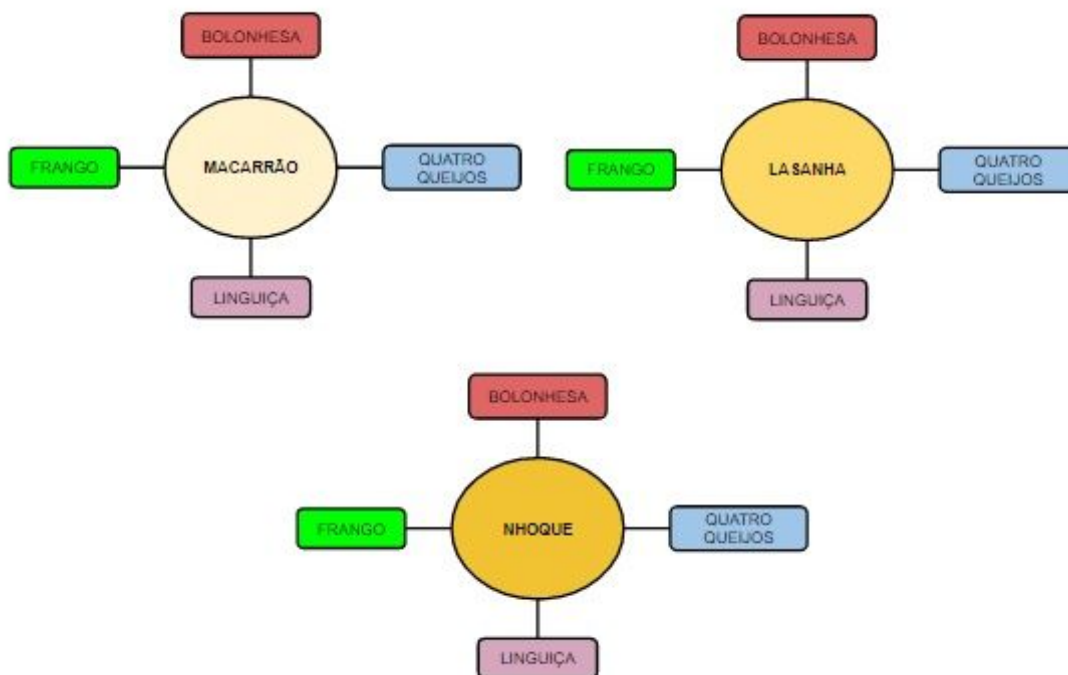 BOLONHESA
FRANGO
MACARRÃO
QUATRO
QUEIJOS
LINGUIÇA
BOLONHESA
FRANGO
LASANHA
QUATRO
QUEIJOS
LINGUIÇA
BOLONHESA
FRANGO
NHOQUE
QUATRO
QUEIJOS
LINGUIÇA